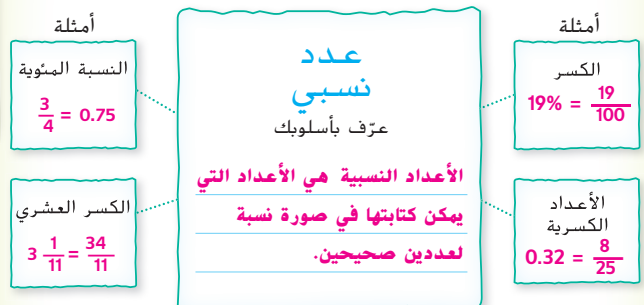 أمثلة
الكسر
19% = 19/100
الأعداد
الكسرية
0.32 = 8/25
عدد
نسبي
عرّف بأسلوبك
الأعداد النسبية هي الأعداد التي
يمكن كتابتها في صورة نسبة
لعددين صحيحين.
أمثلة
النسبة المئوية
3/4 = 0.75
الكسر العشري
3 1/11 = 34/11